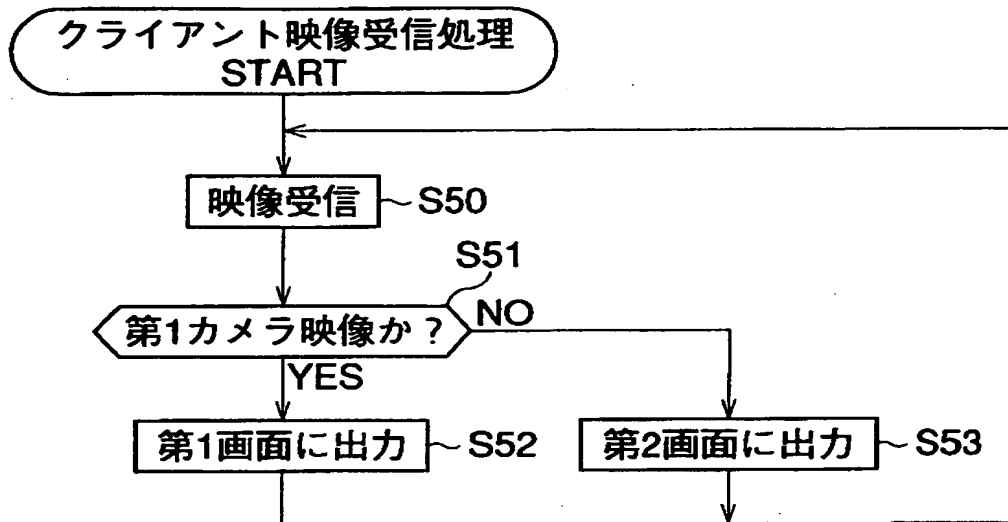 クライアント映像受信処理
START
映像受信
S50
S51
第1カメラ映像か？
NO
YES
第1画面に出力
S52
第2画面に出力
S53